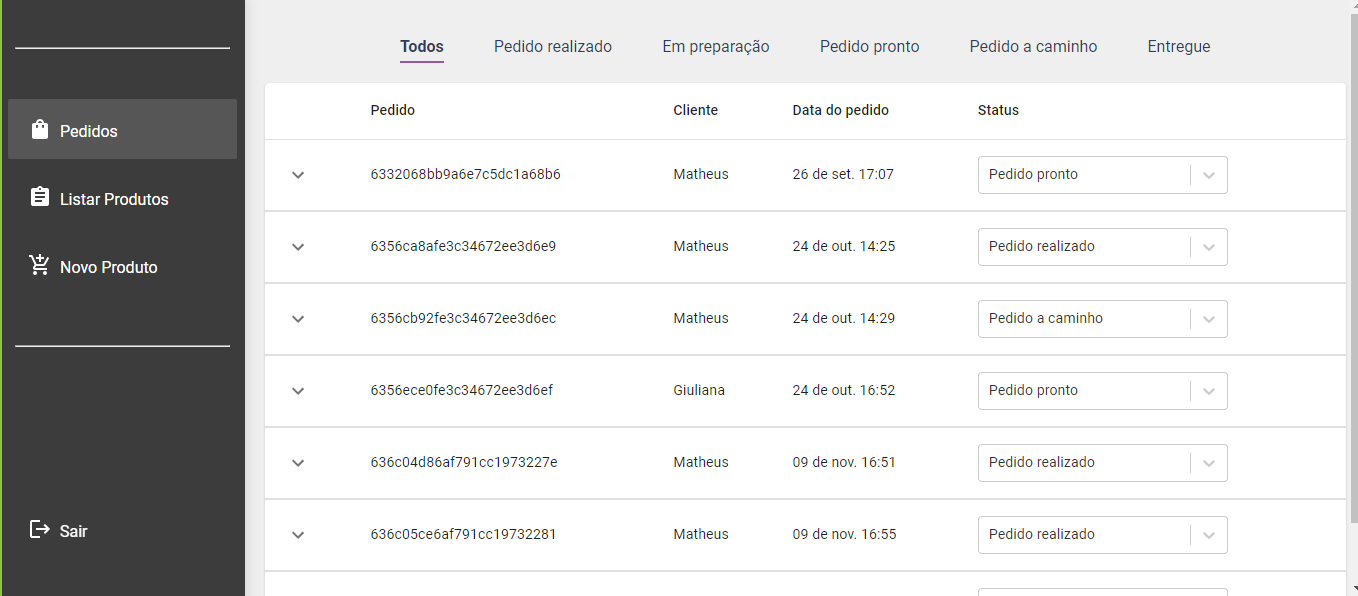 Todos Pedido realizado Em preparação Pedido pronto Pedido a caminho Entregue
Pedidos
Listar Produtos
Novo Produto
Sair
Pedido Cliente Data do pedido Status
6332068bb9a6e7c5dc1a68b6 Matheus 26 de set. 17:07 Pedido pronto
6356ca8afe3c34672ee3d6e9 Matheus 24 de out. 14:25 Pedido realizado
6356cb92fe3c34672ee3d6ec Matheus 24 de out. 14:29 Pedido a caminho
6356ece0fe3c34672ee3d6ef Giuliana 24 de out. 16:52 Pedido pronto
636c04d86af791cc1973227e Matheus 09 de nov. 16:51 Pedido realizado
636c05ce6af791cc19732281 Matheus 09 de nov. 16:55 Pedido realizado